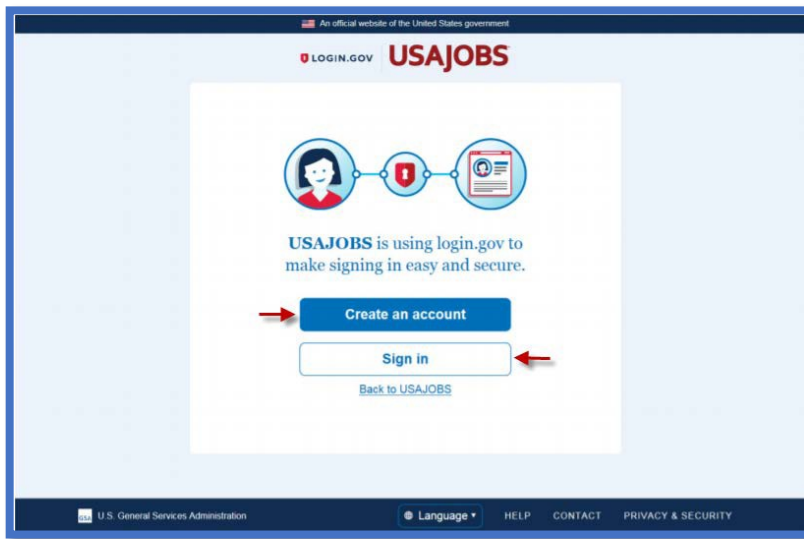 An official website of the United States government
LOGIN.GOV USAJOBS
USAJOBS is using login.gov to
make signing in easy and secure.
Create an account
Sign in
Back to USAJOBS
GSA U.S. General Services Administration Language HELP CONTACT PRIVACY & SECURITY